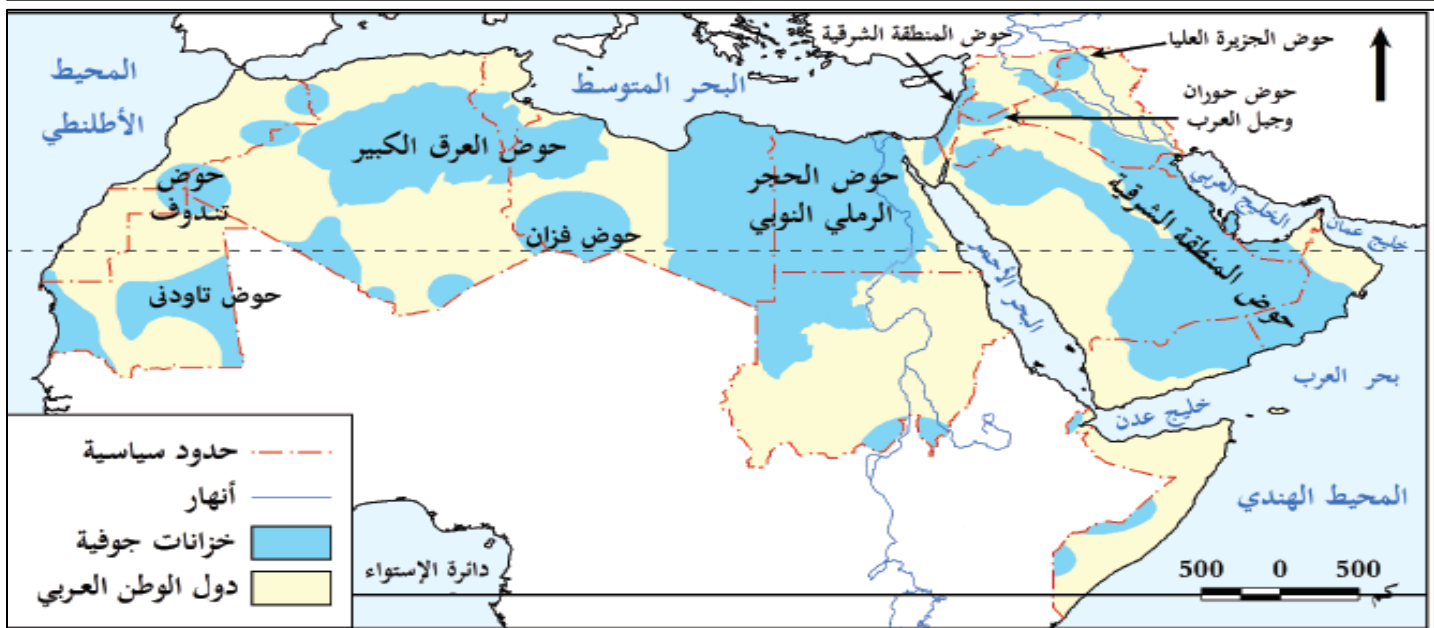 حوض المنطقة الشرقية
حوض الجزيرة العليا
حوض حوران
وجبل العرب
المحيط
الأطلنطي
البحر المتوسط
حوض العرق الكبير
حوض
تندوف
حوض فزان
حوض الحجر
الرملي النوبي
حوض تاودنى
البحر الأحمر
الخليج العربي
خليج عمان
حوض المنطقة الشرقية
بحر العرب
خليج عدن
المحيط الهندي
حدود سياسية
أنهار
خزانات جوفية
دول الوطن العربي
دائرة الإستواء
500 0 500
كم